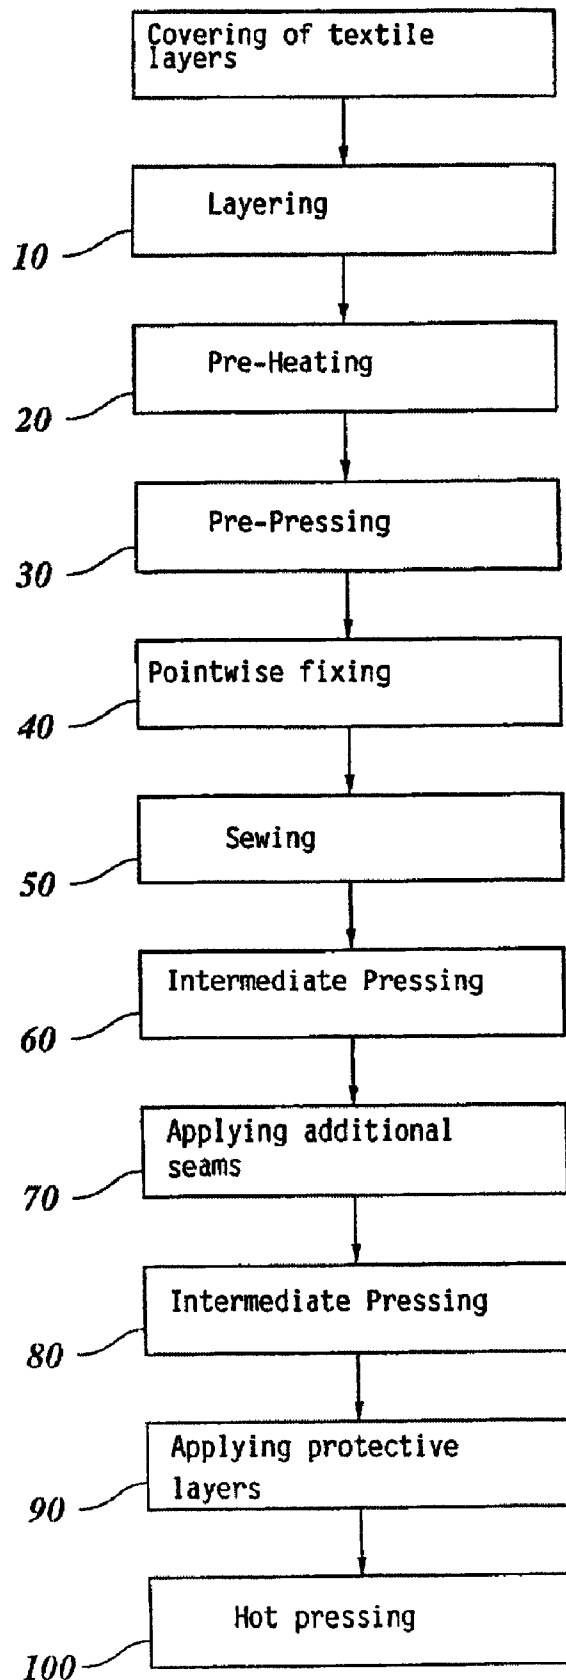 Covering of textile
layers
Layering
10
Pre-Heating
20
Pre-Pressing
30
Pointwise fixing
40
Sewing
50
Intermediate Pressing
60
Applying additional
seams
70
Intermediate Pressing
80
Applying protective
layers
90
Hot pressing
100